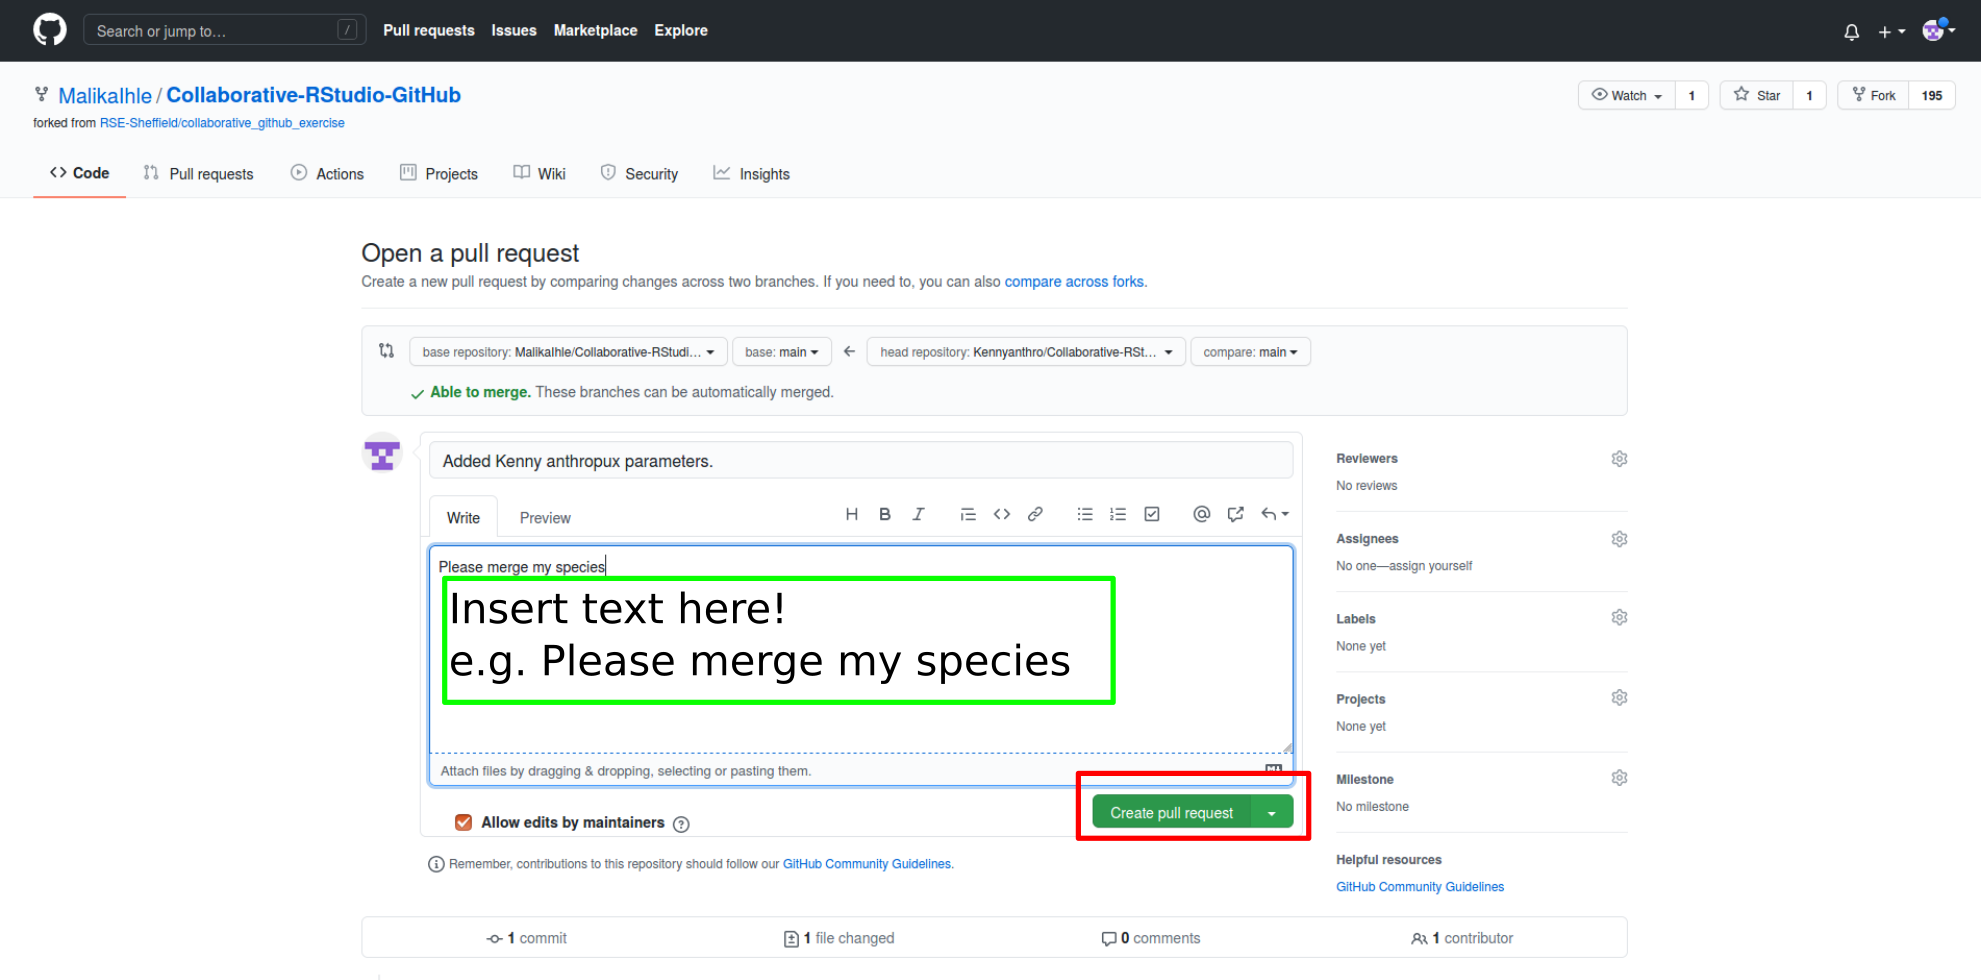 Search or jump to… /
Pull requests Issues Marketplace Explore
MalikaIhle / Collaborative-RStudio-GitHub
forked from RSE-Sheffield/collaborative_github_exercise
Watch 1 Star 1 Fork 195
Code Pull requests Actions Projects Wiki Security Insights
Open a pull request
Create a new pull request by comparing changes across two branches. If you need to, you can also compare across forks.
base repository: MalikaIhle/Collaborative-RStudi… base: main ← head repository: Kennyanthro/Collaborative-RSt… compare: main
Able to merge. These branches can be automatically merged.
Added Kenny anthropux parameters.
Write Preview H B I
Please merge my species
Insert text here!
e.g. Please merge my species
Attach files by dragging & dropping, selecting or pasting them.
Allow edits by maintainers ?
Create pull request
Remember, contributions to this repository should follow our GitHub Community Guidelines.
Reviewers
No reviews
Assignees
No one—assign yourself
Labels
None yet
Projects
None yet
Milestone
No milestone
Helpful resources
GitHub Community Guidelines
1 commit 1 file changed 0 comments 1 contributor